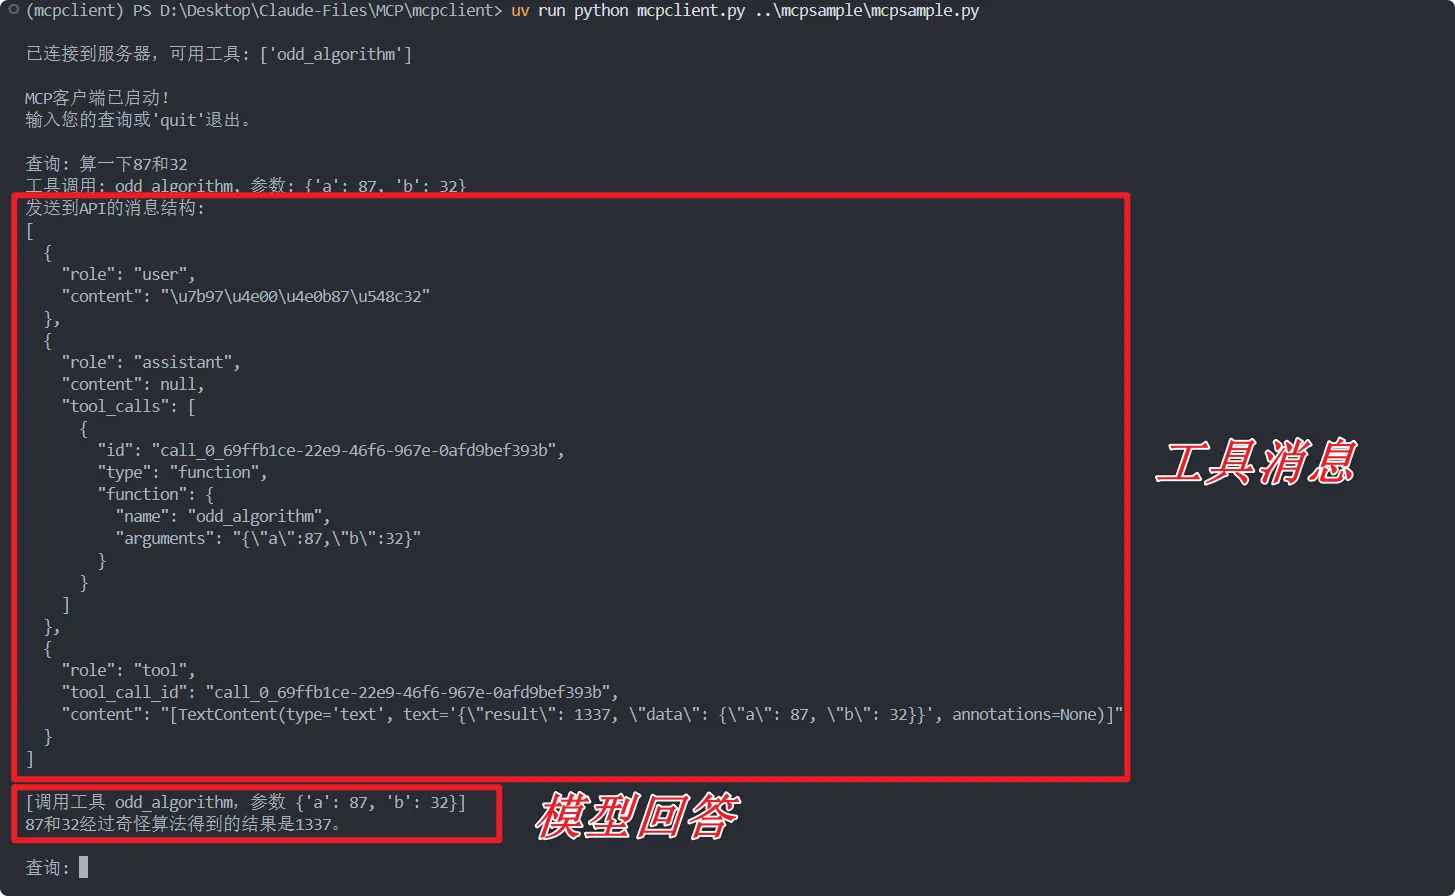 (mcpclient) PS D:\Desktop\Claude-Files\MCP\mcpclient> uv run python mcpclient.py ..\mcpsample\mcpsample.py
已连接到服务器，可用工具: ['odd_algorithm']
MCP客户端已启动!
输入您的查询或'quit'退出。
查询: 算一下87和32
工具调用: odd_algorithm, 参数: {'a': 87, 'b': 32}
发送到API的消息结构:
[
  {
    "role": "user",
    "content": "\u7b97\u4e00\u4e0b87\u548c32"
  },
  {
    "role": "assistant",
    "content": null,
    "tool_calls": [
      {
        "id": "call_0_69ffb1ce-22e9-46f6-967e-0afd9bef393b",
        "type": "function",
        "function": {
          "name": "odd_algorithm",
          "arguments": "{\"a\":87,\"b\":32}"
        }
      }
    ]
  },
  {
    "role": "tool",
    "tool_call_id": "call_0_69ffb1ce-22e9-46f6-967e-0afd9bef393b",
    "content": "[TextContent(type='text', text='{\"result\": 1337, \"data\": {\"a\": 87, \"b\": 32}}', annotations=None)]"
  }
]
工具消息
[调用工具 odd_algorithm，参数 {'a': 87, 'b': 32}]
87和32经过奇怪算法得到的结果是1337。
模型回答
查询: